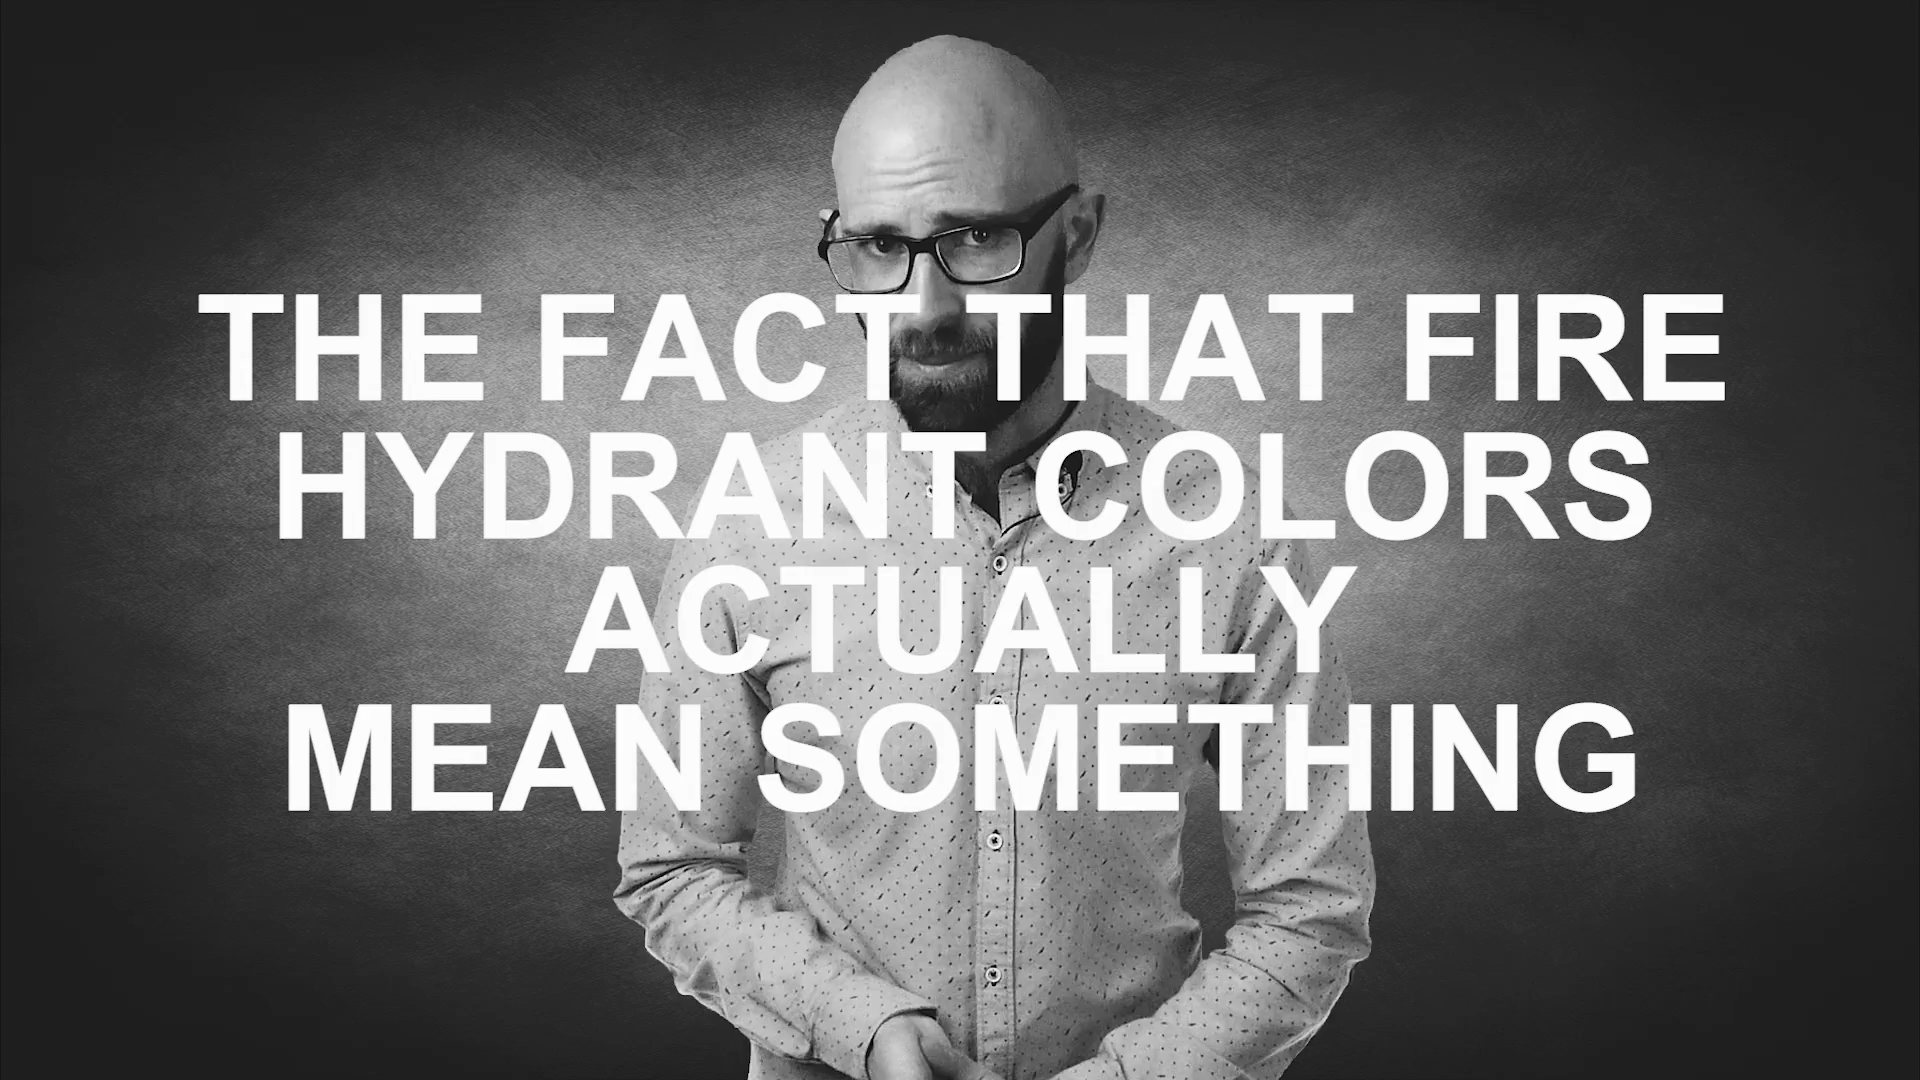 THE FACT THAT FIRE
HYDRANT COLORS
ACTUALLY
MEAN SOMETHING